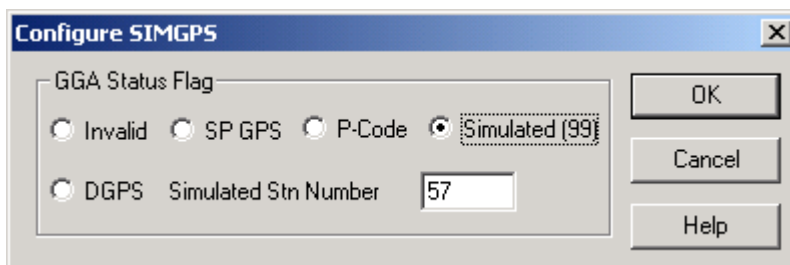 Configure SIMGPS
GGA Status Flag
Invalid SP GPS P-Code Simulated (99)
DGPS Simulated Stn Number 57
OK
Cancel
Help